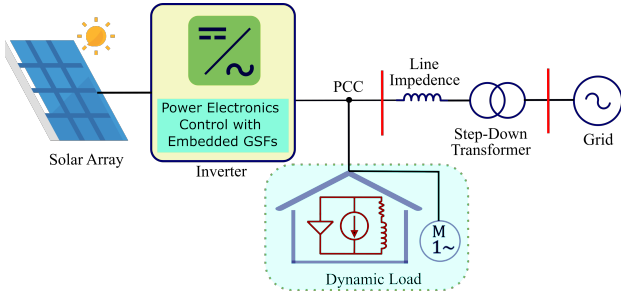 PCC
Line
Impedence
Power Electronics
Control with
Embedded GSFs
Step-Down
Transformer
Grid
Solar Array
Inverter
M
1~
Dynamic Load